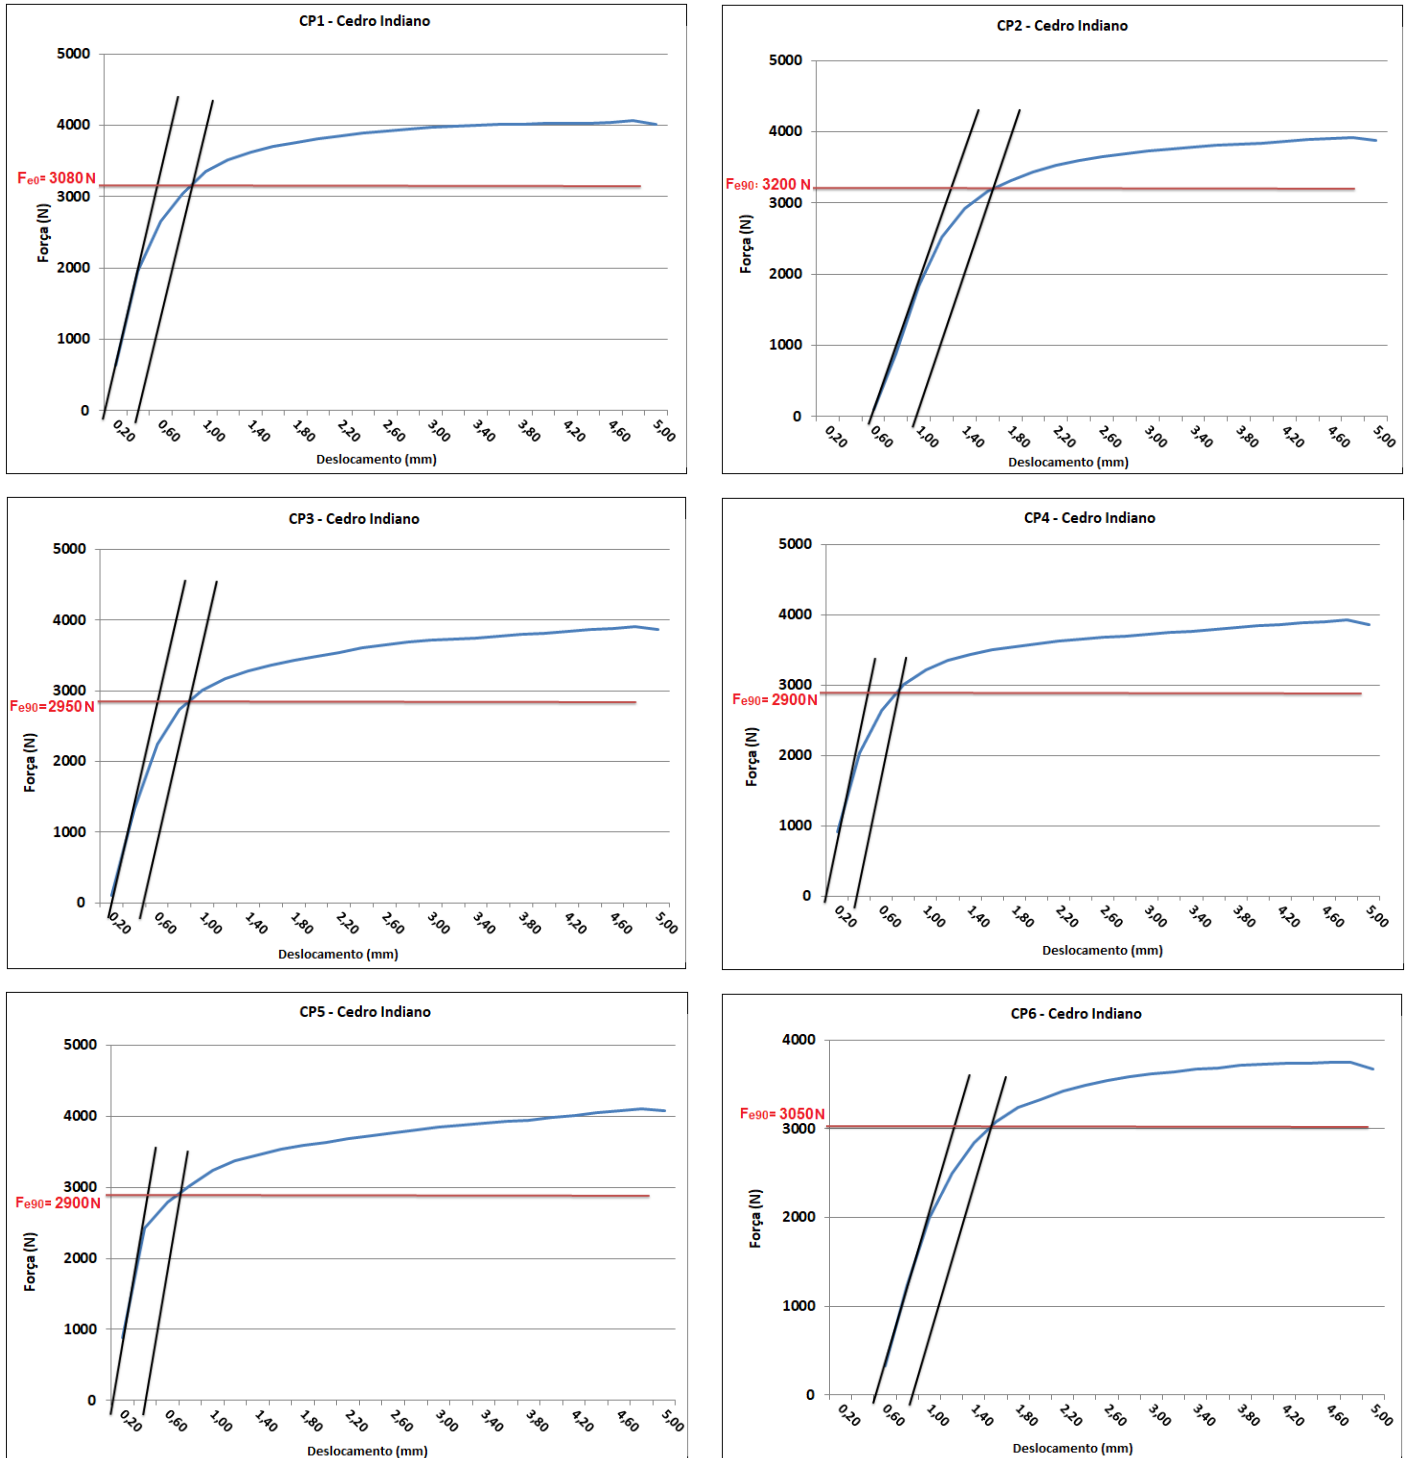 CP1 - Cedro Indiano
5000
4000
Fe0= 3080 N
3000
2000
1000
0
Força (N)
0,20 0,60 1,00 1,40 1,80 2,20 2,60 3,00 3,40 3,80 4,20 4,60 5,00
Deslocamento (mm)
CP2 - Cedro Indiano
5000
4000
Fe90: 3200 N
3000
2000
1000
0
Força (N)
0,20 0,60 1,00 1,40 1,80 2,20 2,60 3,00 3,40 3,80 4,20 4,60 5,00
Deslocamento (mm)
CP3 - Cedro Indiano
5000
4000
3000
Fe90= 2950 N
2000
1000
0
Força (N)
0,20 0,60 1,00 1,40 1,80 2,20 2,60 3,00 3,40 3,80 4,20 4,60 5,00
Deslocamento (mm)
CP4 - Cedro Indiano
5000
4000
3000
Fe90= 2900N
2000
1000
0
Força (N)
0,20 0,60 1,00 1,40 1,80 2,20 2,60 3,00 3,40 3,80 4,20 4,60 5,00
Deslocamento (mm)
CP5 - Cedro Indiano
5000
4000
3000
Fe90= 2900N
2000
1000
0
Força (N)
0,20 0,60 1,00 1,40 1,80 2,20 2,60 3,00 3,40 3,80 4,20 4,60 5,00
Deslocamento (mm)
CP6 - Cedro Indiano
4000
Fe90= 3050N
3000
2000
1000
0
Força (N)
0,20 0,60 1,00 1,40 1,80 2,20 2,60 3,00 3,40 3,80 4,20 4,60 5,00
Deslocamento (mm)